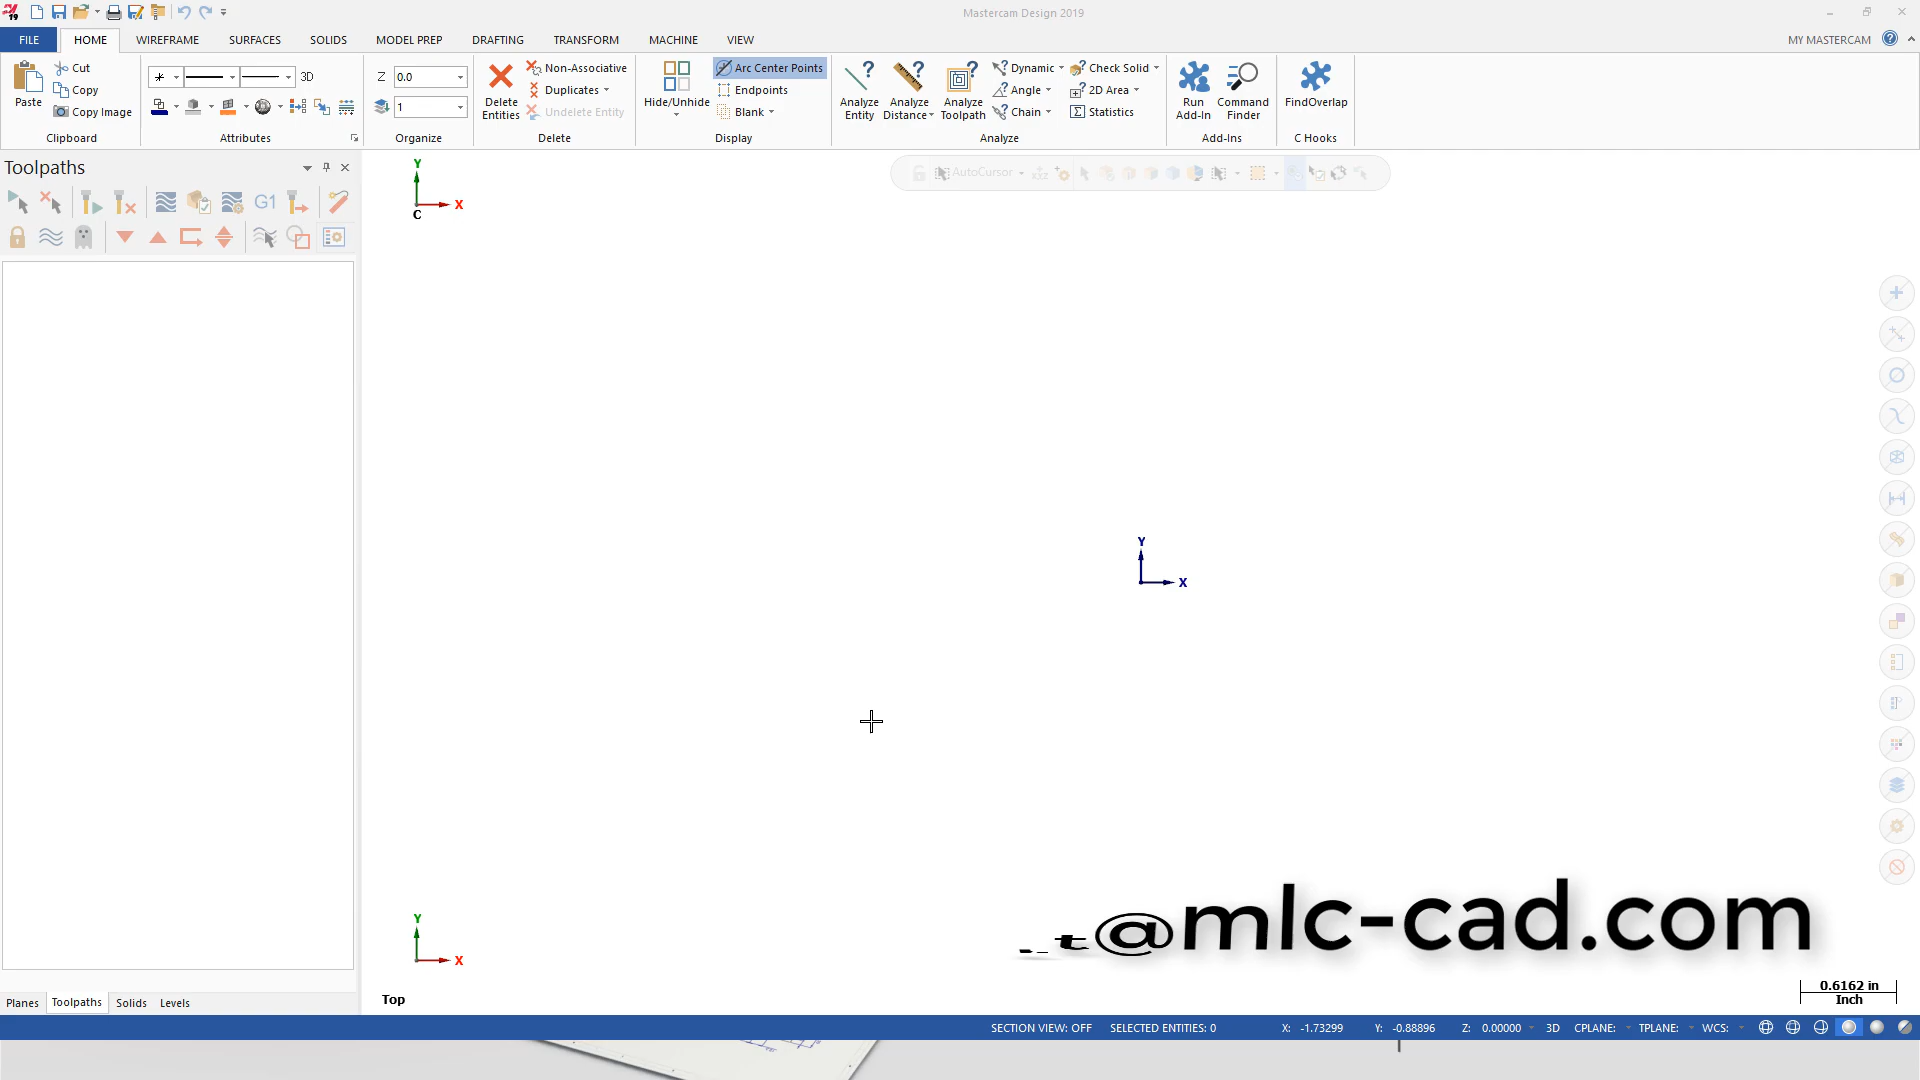 Mastercam Design 2019
FILE HOME WIREFRAME SURFACES SOLIDS MODEL PREP DRAFTING TRANSFORM MACHINE VIEW MY MASTERCAM
Paste
Cut
Copy
Copy Image
Clipboard
3D
Attributes
Z 0.0
1
Organize
Delete Entities
Non-Associative
Duplicates
Undelete Entity
Delete
Hide/Unhide
Arc Center Points
Endpoints
Blank
Display
Analyze Entity
Analyze Distance
Analyze Toolpath
Dynamic
Angle
Chain
Check Solid
2D Area
Statistics
Analyze
Run Add-In
Command Finder
Add-Ins
FindOverlap
C Hooks
Toolpaths
G1
AutoCursor
Y
X
C
Y
X
t@mlc-cad.com
Y
X
Top
0.6162 in
Inch
Planes Toolpaths Solids Levels
SECTION VIEW: OFF SELECTED ENTITIES: 0 X: -1.73299 Y: -0.88896 Z: 0.00000 3D CPLANE: TPLANE: WCS: